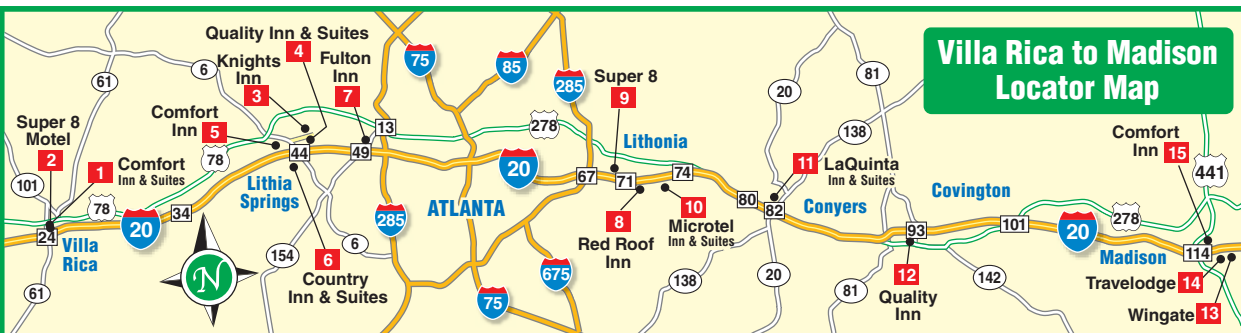 Villa Rica to Madison
Locator Map
Quality Inn & Suites
4
Knights
Inn
3
Fulton
Inn
7
Comfort
Inn
5
Super 8
Motel
2
1
Comfort
Inn & Suites
6
Country
Inn & Suites
Super 8
9
8
Red Roof
Inn
10
Microtel
Inn & Suites
11
LaQuinta
Inn & Suites
12
Quality
Inn
Comfort
Inn
15
Travelodge 14
Wingate 13
Villa
Rica
Lithia
Springs
ATLANTA
Lithonia
Conyers
Covington
Madison
61
6
101
78
78
24
20
34
61
N
44
49
13
154
6
285
75
85
285
278
20
67
71
74
675
75
80
82
20
138
81
138
20
81
93
101
142
20
278
441
114